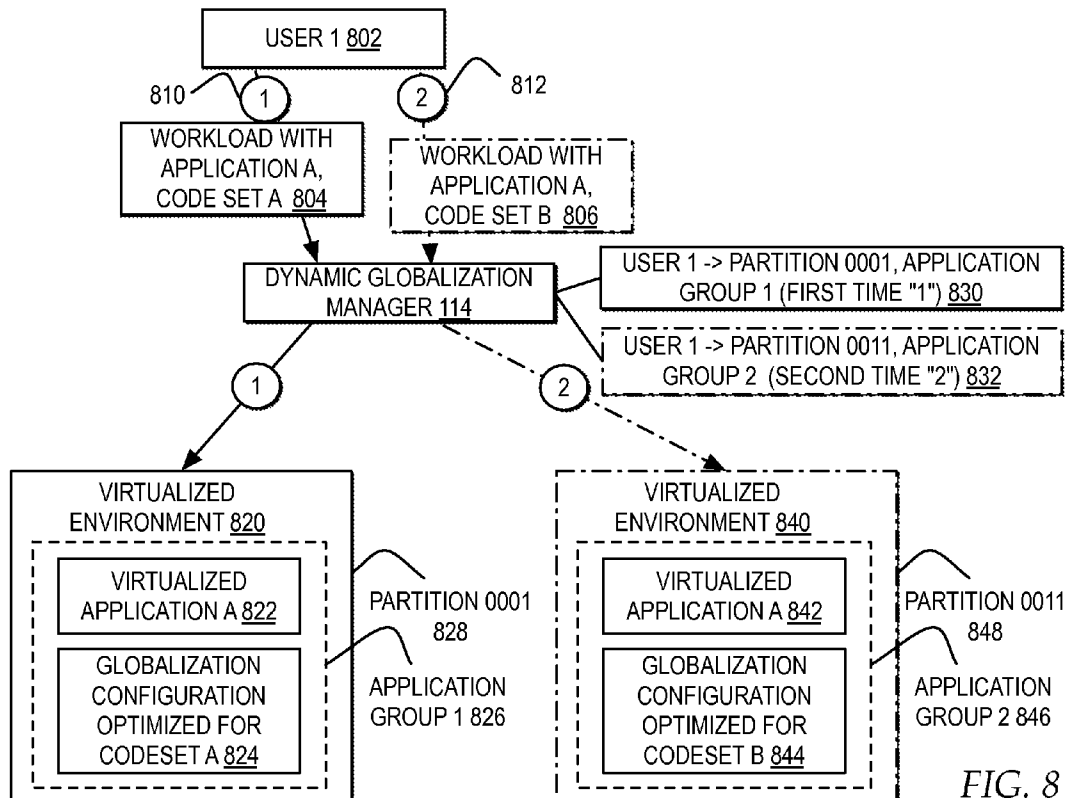 USER 1 802
810
1
2
812
WORKLOAD WITH
APPLICATION A,
CODE SET A 804
WORKLOAD WITH
APPLICATION A,
CODE SET B 806
DYNAMIC GLOBALIZATION
MANAGER 114
USER 1 -> PARTITION 0001, APPLICATION
GROUP 1 (FIRST TIME "1") 830
USER 1 -> PARTITION 0011, APPLICATION
GROUP 2 (SECOND TIME "2") 832
1
2
VIRTUALIZED
ENVIRONMENT 820
VIRTUALIZED
APPLICATION A 822
GLOBALIZATION
CONFIGURATION
OPTIMIZED FOR
CODESET A 824
PARTITION 0001
828
APPLICATION
GROUP 1 826
VIRTUALIZED
ENVIRONMENT 840
VIRTUALIZED
APPLICATION A 842
GLOBALIZATION
CONFIGURATION
OPTIMIZED FOR
CODESET B 844
PARTITION 0011
848
APPLICATION
GROUP 2 846
FIG. 8